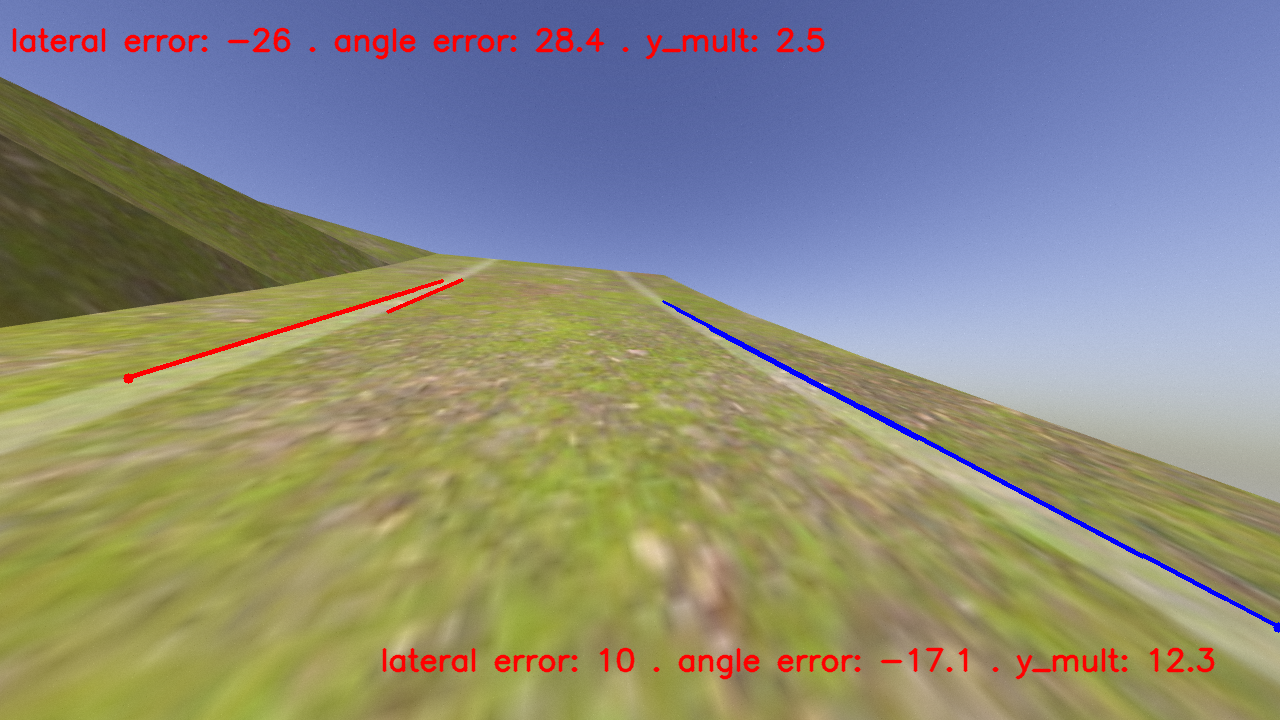 lateral error: -26 . angle error: 28.4 . y_mult: 2.5
lateral error: 10 . angle error: -17.1 . y_mult: 12.3